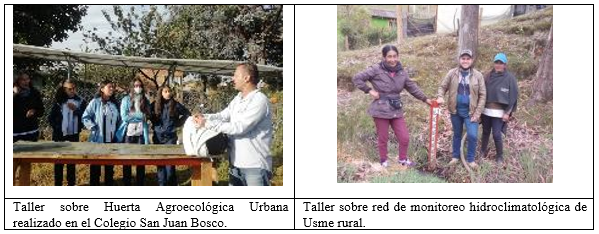 Taller sobre Huerta Agroecológica Urbana
realizado en el Colegio San Juan Bosco.
Taller sobre red de monitoreo hidroclimatológica de
Usme rural.